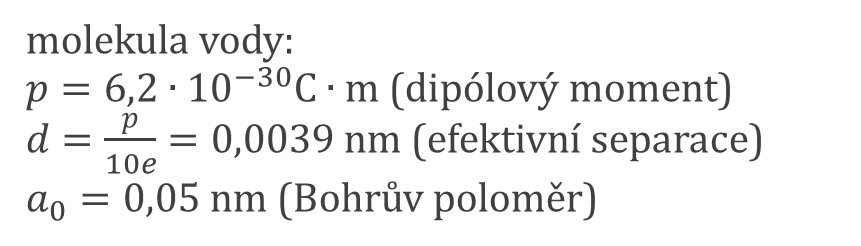 molekula vody:
𝑝 = 6,2 · 10⁻³⁰C · m (dipólový moment)
𝑑 = 𝑝/10𝑒 = 0,0039 nm (efektivní separace)
𝑎₀ = 0,05 nm (Bohrův poloměr)